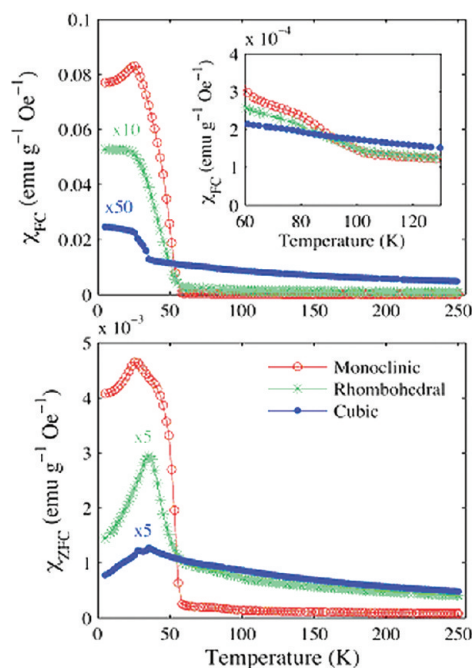 χFC (emu g⁻¹ Oe⁻¹)
0.1
0.08
0.06
0.04
0.02
0
x10
x50
x 10⁻⁴
χFC (emu g⁻¹ Oe⁻¹)
4
3
2
1
0
60 80 100 120
Temperature (K)
0 50 100 150 200 250
x 10⁻³
χZFC (emu g⁻¹ Oe⁻¹)
5
4
3
2
1
0
Monoclinic
Rhombohedral
Cubic
x5
x5
0 50 100 150 200 250
Temperature (K)